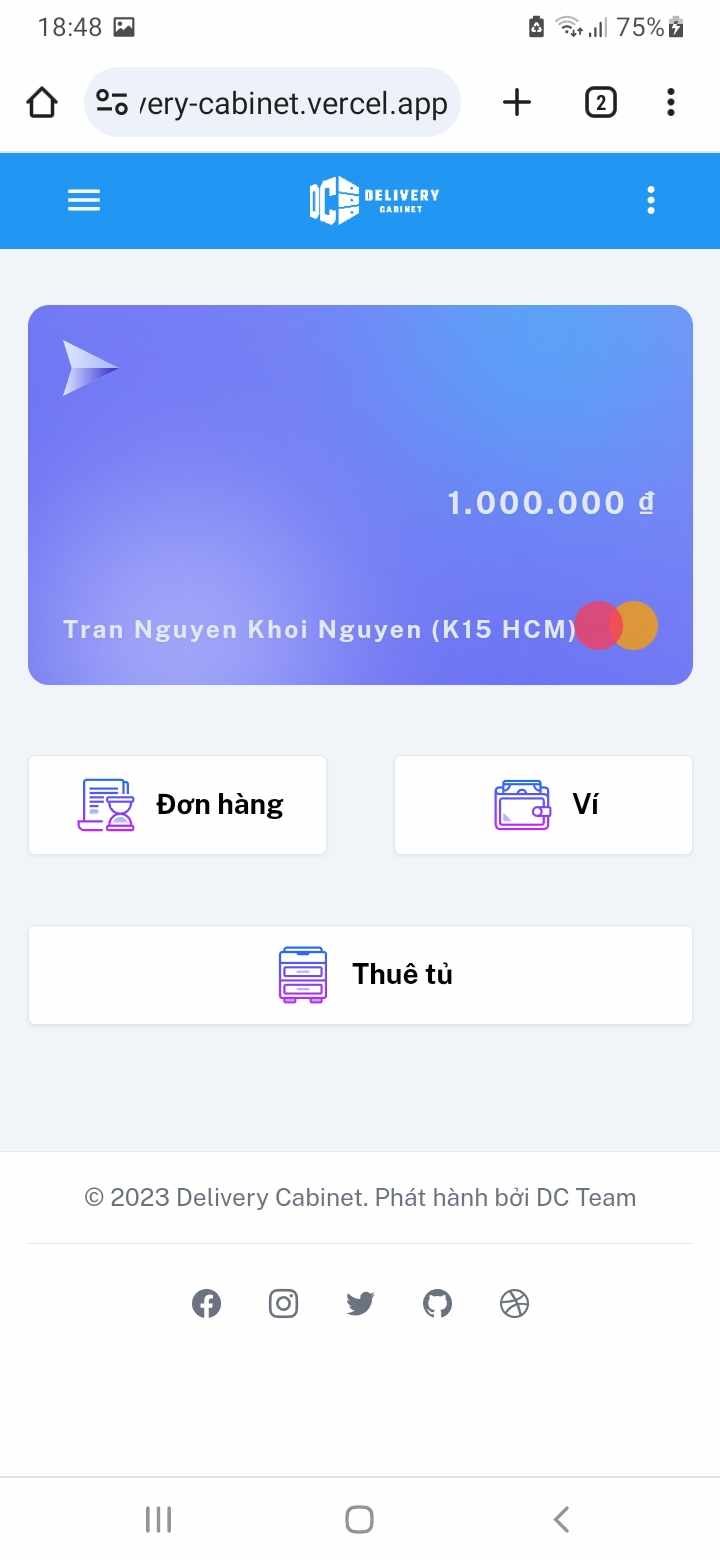 18:48
75%
very-cabinet.vercel.app
2
DC DELIVERY
CABINET
1.000.000 ₫
Tran Nguyen Khoi Nguyen (K15 HCM)
Đơn hàng
Ví
Thuê tủ
© 2023 Delivery Cabinet. Phát hành bởi DC Team